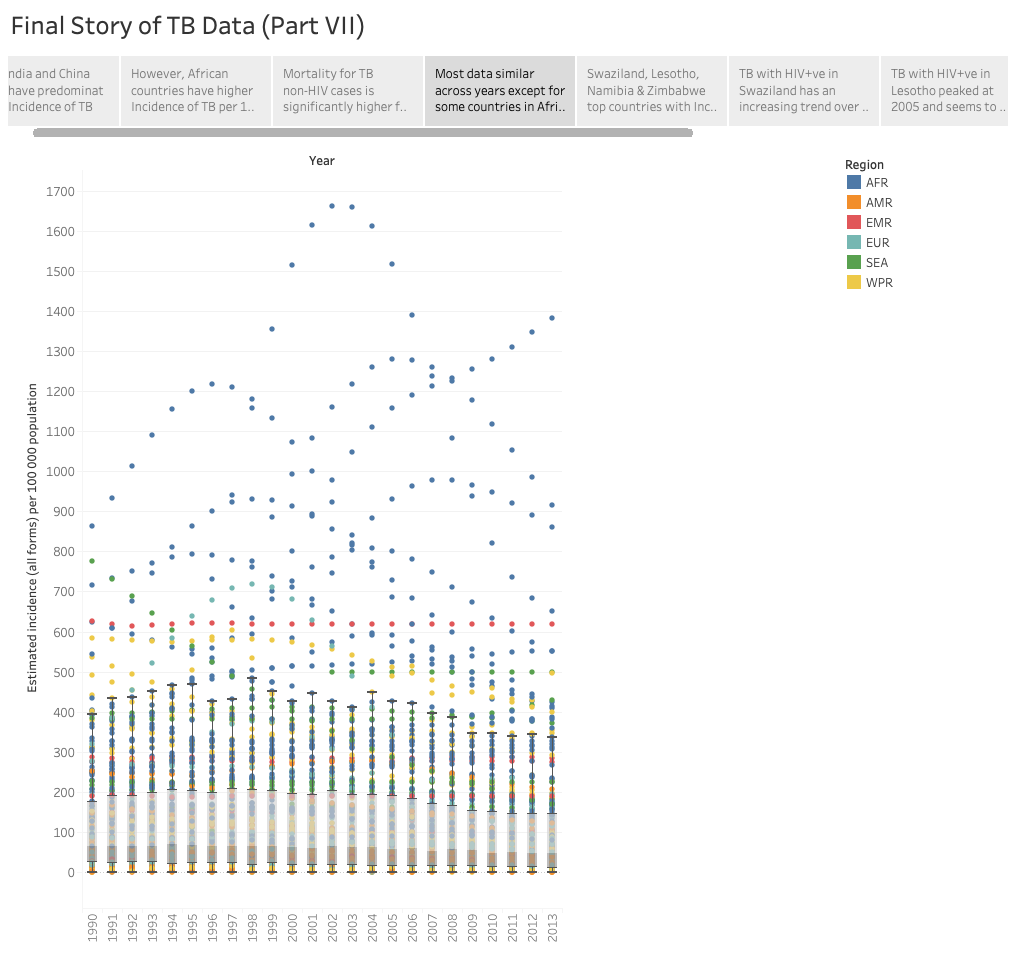 Final Story of TB Data (Part VII)
ndia and China
have predominat
Incidence of TB
However, African
countries have higher
Incidence of TB per 1..
Mortality for TB
non-HIV cases is
significantly higher f..
Most data similar
across years except for
some countries in Afri..
Swaziland, Lesotho,
Namibia & Zimbabwe
top countries with Inc..
TB with HIV+ve in
Swaziland has an
increasing trend over ..
TB with HIV+ve in
Lesotho peaked at
2005 and seems to ..
Year
Region
AFR
AMR
EMR
EUR
SEA
WPR
Estimated incidence (all forms) per 100 000 population
1700
1600
1500
1400
1300
1200
1100
1000
900
800
700
600
500
400
300
200
100
0
1990
1991
1992
1993
1994
1995
1996
1997
1998
1999
2000
2001
2002
2003
2004
2005
2006
2007
2008
2009
2010
2011
2012
2013